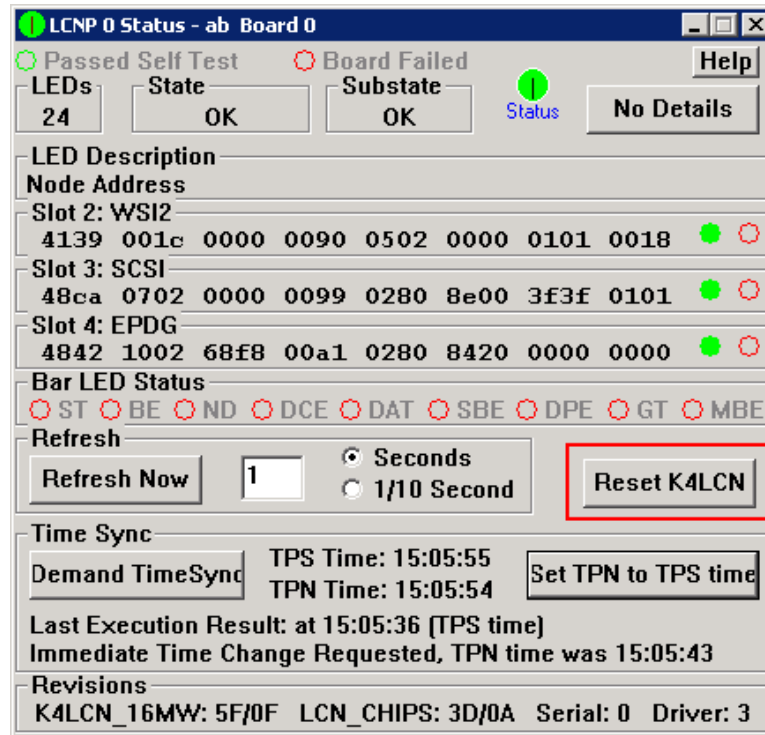 LCNP 0 Status - ab Board 0
Passed Self Test Board Failed Help
LEDs State Substate
24 OK OK Status No Details
LED Description
Node Address
Slot 2: WSI2
4139 001c 0000 0090 0502 0000 0101 0018
Slot 3: SCSI
48ca 0702 0000 0099 0280 8e00 3f3f 0101
Slot 4: EPDG
4842 1002 68f8 00a1 0280 8420 0000 0000
Bar LED Status
ST BE ND DCE DAT SBE DPE GT MBE
Refresh
Refresh Now 1 Seconds
1/10 Second
Reset K4LCN
Time Sync
Demand TimeSync
TPS Time: 15:05:55
TPN Time: 15:05:54
Set TPN to TPS time
Last Execution Result: at 15:05:36 (TPS time)
Immediate Time Change Requested, TPN time was 15:05:43
Revisions
K4LCN_16MW: 5F/0F LCN_CHIPS: 3D/0A Serial: 0 Driver: 3